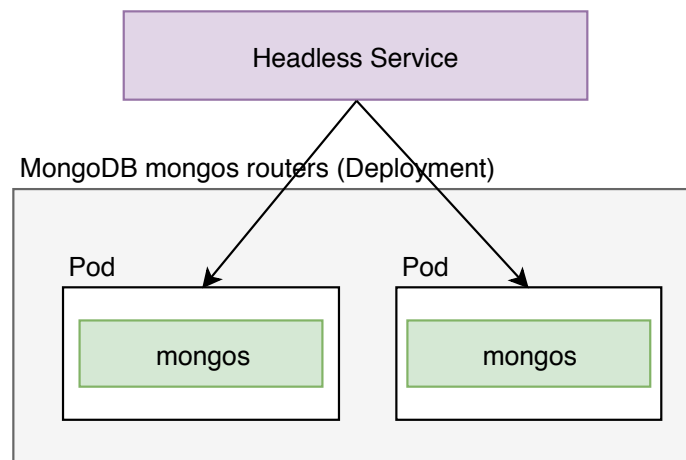 Headless Service
MongoDB mongos routers (Deployment)
Pod
Pod
mongos
mongos